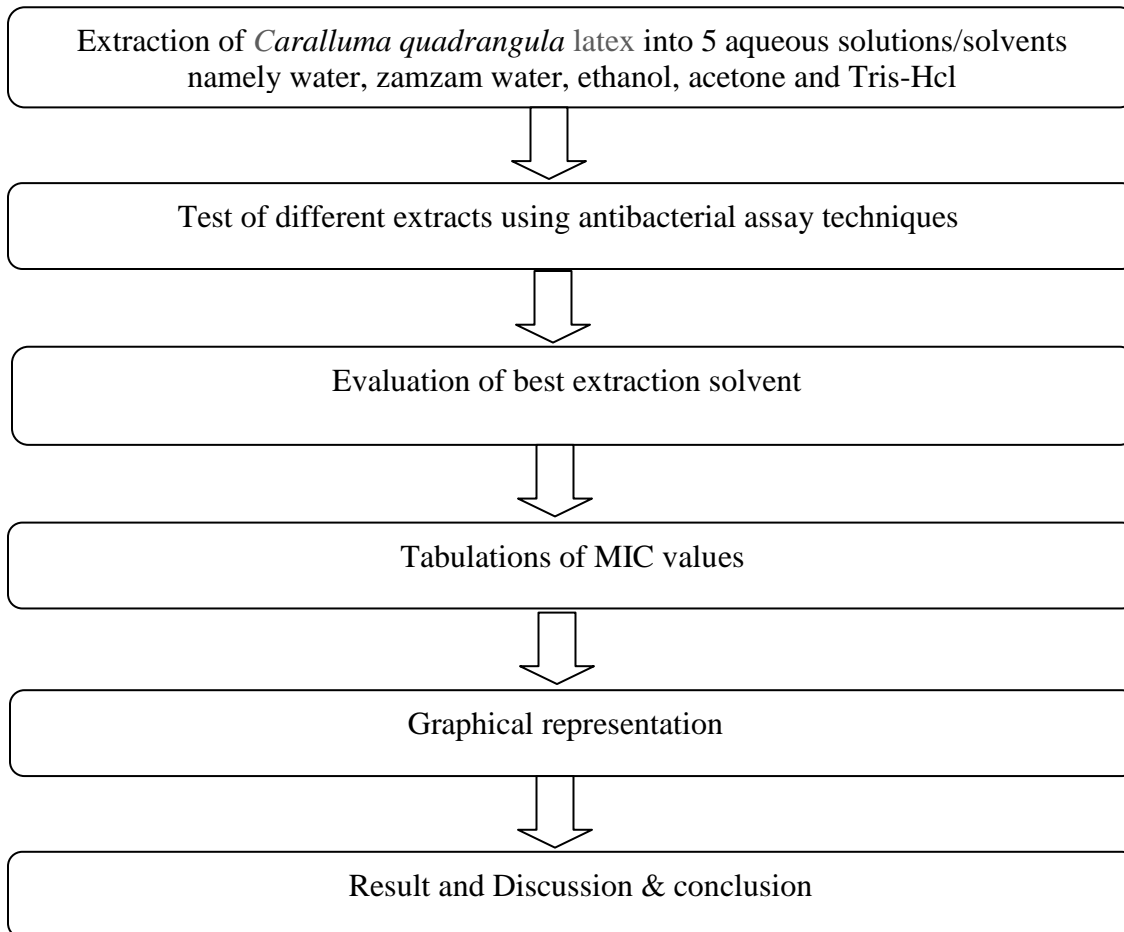 Extraction of Caralluma quadrangula latex into 5 aqueous solutions/solvents
namely water, zamzam water, ethanol, acetone and Tris-Hcl
Test of different extracts using antibacterial assay techniques
Evaluation of best extraction solvent
Tabulations of MIC values
Graphical representation
Result and Discussion & conclusion